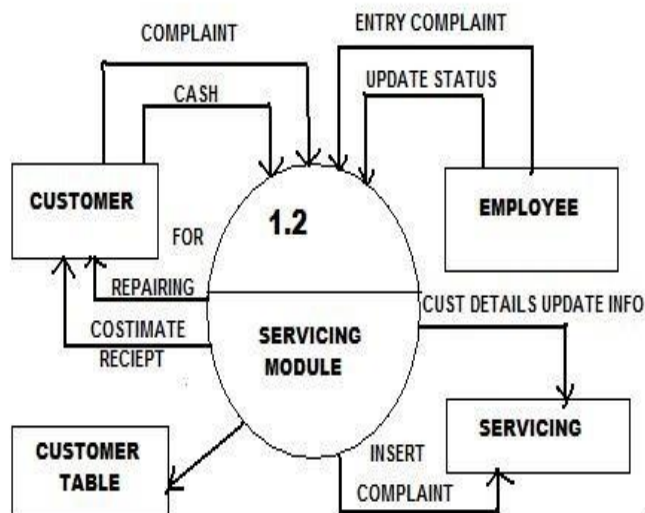 COMPLAINT
CASH
ENTRY COMPLAINT
UPDATE STATUS
CUSTOMER
1.2
EMPLOYEE
FOR
REPAIRING
COSTIMATE
RECIEPT
SERVICING
MODULE
CUST DETAILS UPDATE INFO
CUSTOMER
TABLE
INSERT
COMPLAINT
SERVICING